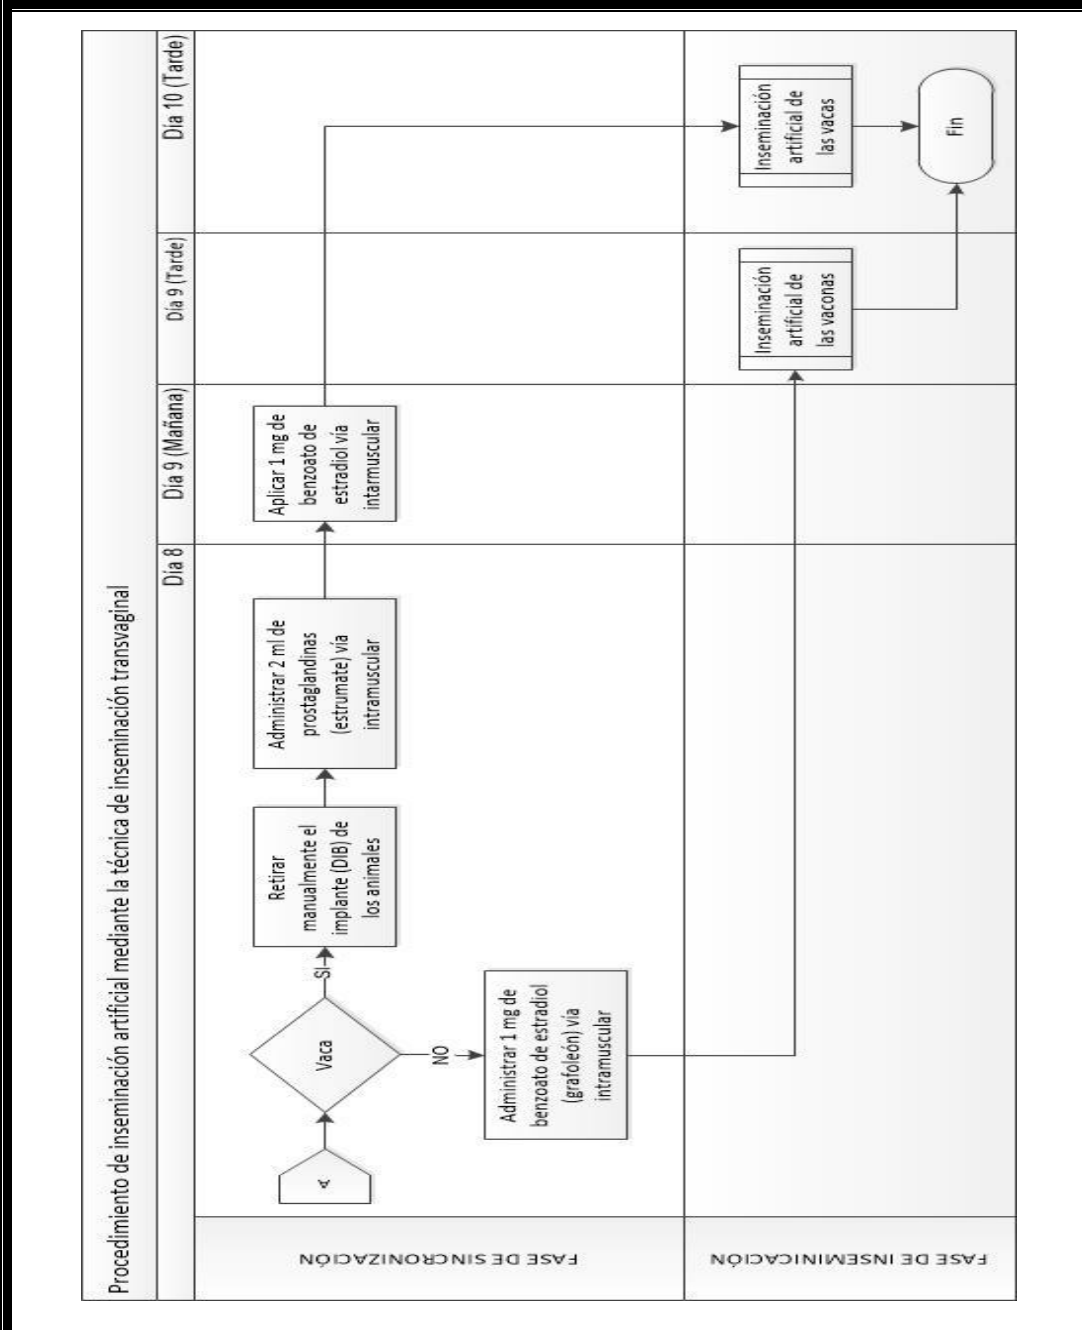 Procedimiento de inseminación artificial mediante la técnica de inseminación transvaginal
Día 8
Día 9 (Mañana)
Día 9 (Tarde)
Día 10 (Tarde)
FASE DE SINCRONIZACIÓN
A
Vaca
SI
Retirar
manualmente el
implante (DIB) de
los animales
Administrar 2 ml de
prostaglandinas
(estrumate) vía
intramuscular
Aplicar 1 mg de
benzoato de
estradiol vía
intarmuscular
NO
Administrar 1 mg de
benzoato de estradiol
(grafoleón) vía
intramuscular
FASE DE INSEMINICACIÓN
Inseminación
artificial de
las vaconas
Inseminación
artificial de
las vacas
Fin